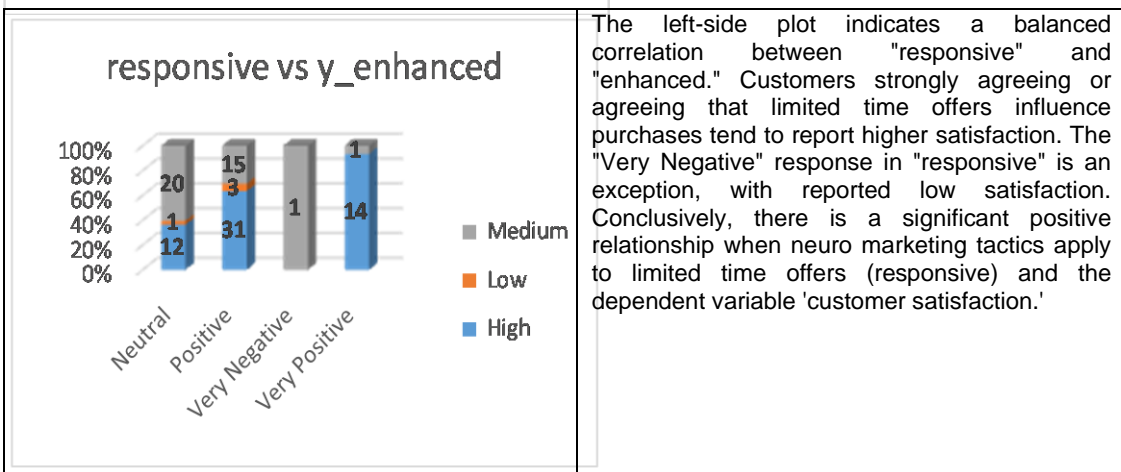 responsive vs y_enhanced
100%
80%
60%
40%
20%
0%
20
1
12
15
3
31
1
1
14
Neutral
Positive
Very Negative
Very Positive
Medium
Low
High
The left-side plot indicates a balanced
correlation between "responsive" and
"enhanced." Customers strongly agreeing or
agreeing that limited time offers influence
purchases tend to report higher satisfaction. The
"Very Negative" response in "responsive" is an
exception, with reported low satisfaction.
Conclusively, there is a significant positive
relationship when neuro marketing tactics apply
to limited time offers (responsive) and the
dependent variable 'customer satisfaction.'